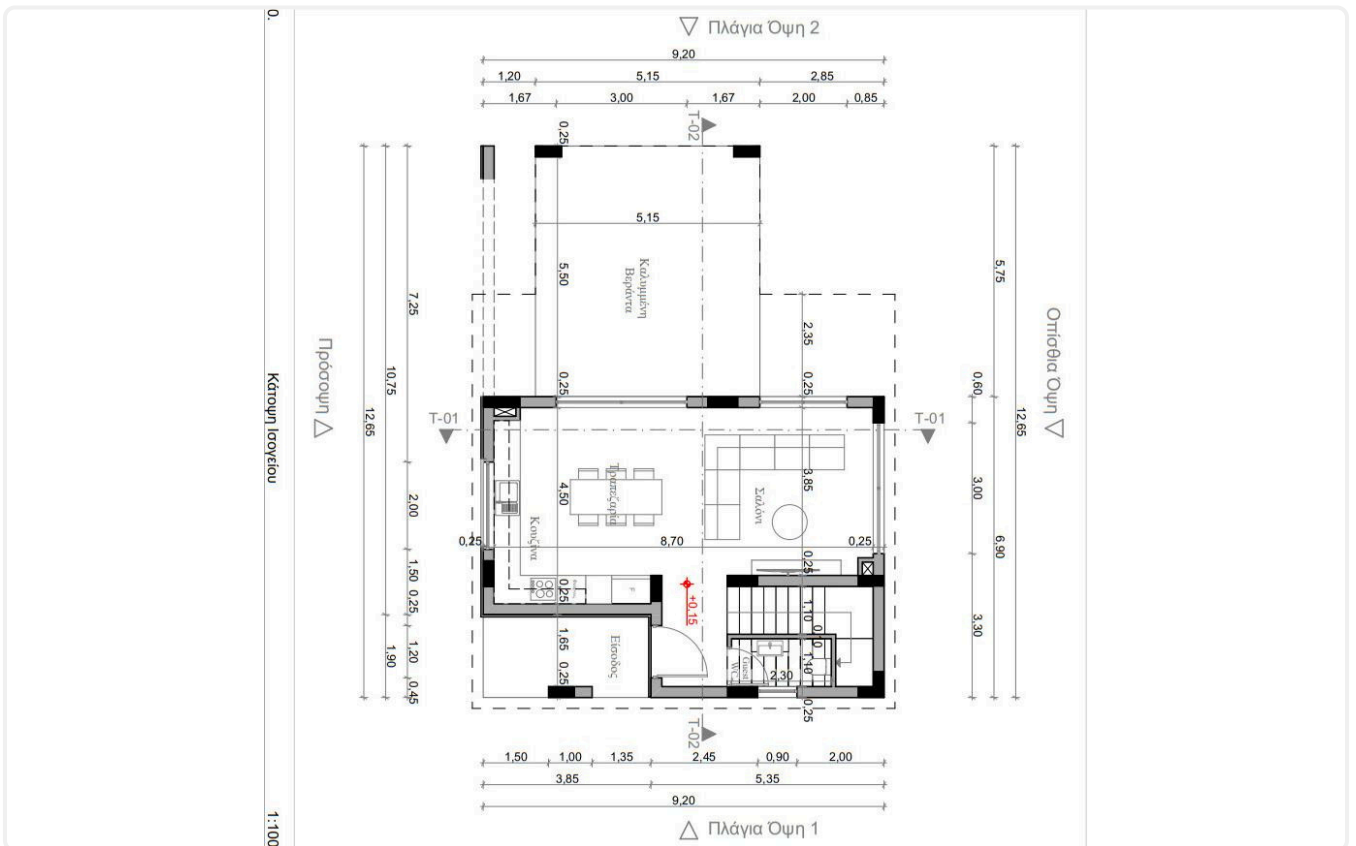 0.
Πλάγια Όψη 2
9,20
1,20 5,15 2,85
1,67 3,00 1,67 2,00 0,85
T-02
0,25
5,15
5,50
Καλυμμένη
Βεράντα
2,35
0,25
0,25
7,25
10,75
12,65
Πρόσοψη
Κάτοψη Ισογείου
5,75
0,60
12,65
Οπίσθια Όψη
T-01
T-01
Τραπεζαρία
4,50
3,85
Σαλόνι
Κουζίνα
2,00
3,00
6,90
0,25 8,70 0,25
0,25
0,25
1,50
0,25
+0,15
1,10
0,10
3,30
1,65
Είσοδος
1,20
1,90
Guest
WC
1,10
2,30
0,25
0,45
0,25
T-02
1,50 1,00 1,35 2,45 0,90 2,00
3,85 5,35
9,20
Πλάγια Όψη 1
1:100